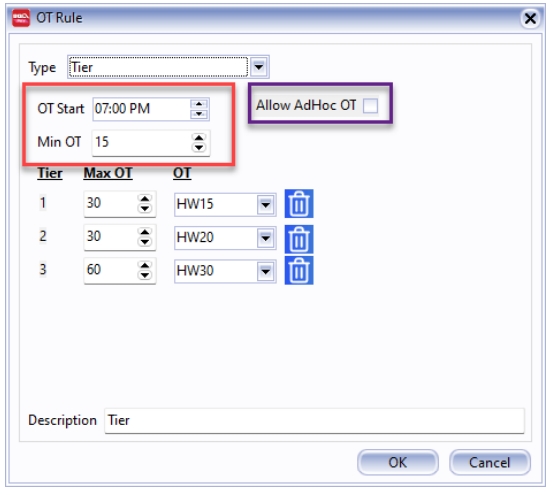 OT Rule
Type Tier
OT Start 07:00 PM
Allow AdHoc OT
Min OT 15
Tier Max OT OT
1 30 HW15
2 30 HW20
3 60 HW30
Description Tier
OK Cancel